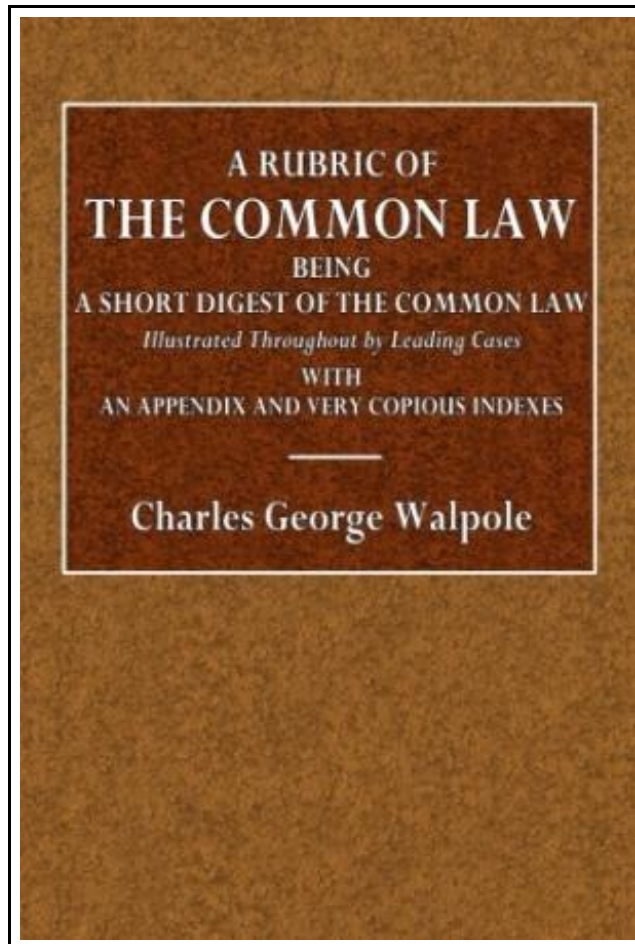 A RUBRIC OF
THE COMMON LAW
BEING
A SHORT DIGEST OF THE COMMON LAW
Illustrated Throughout by Leading Cases
WITH
AN APPENDIX AND VERY COPIOUS INDEXES
Charles George Walpole